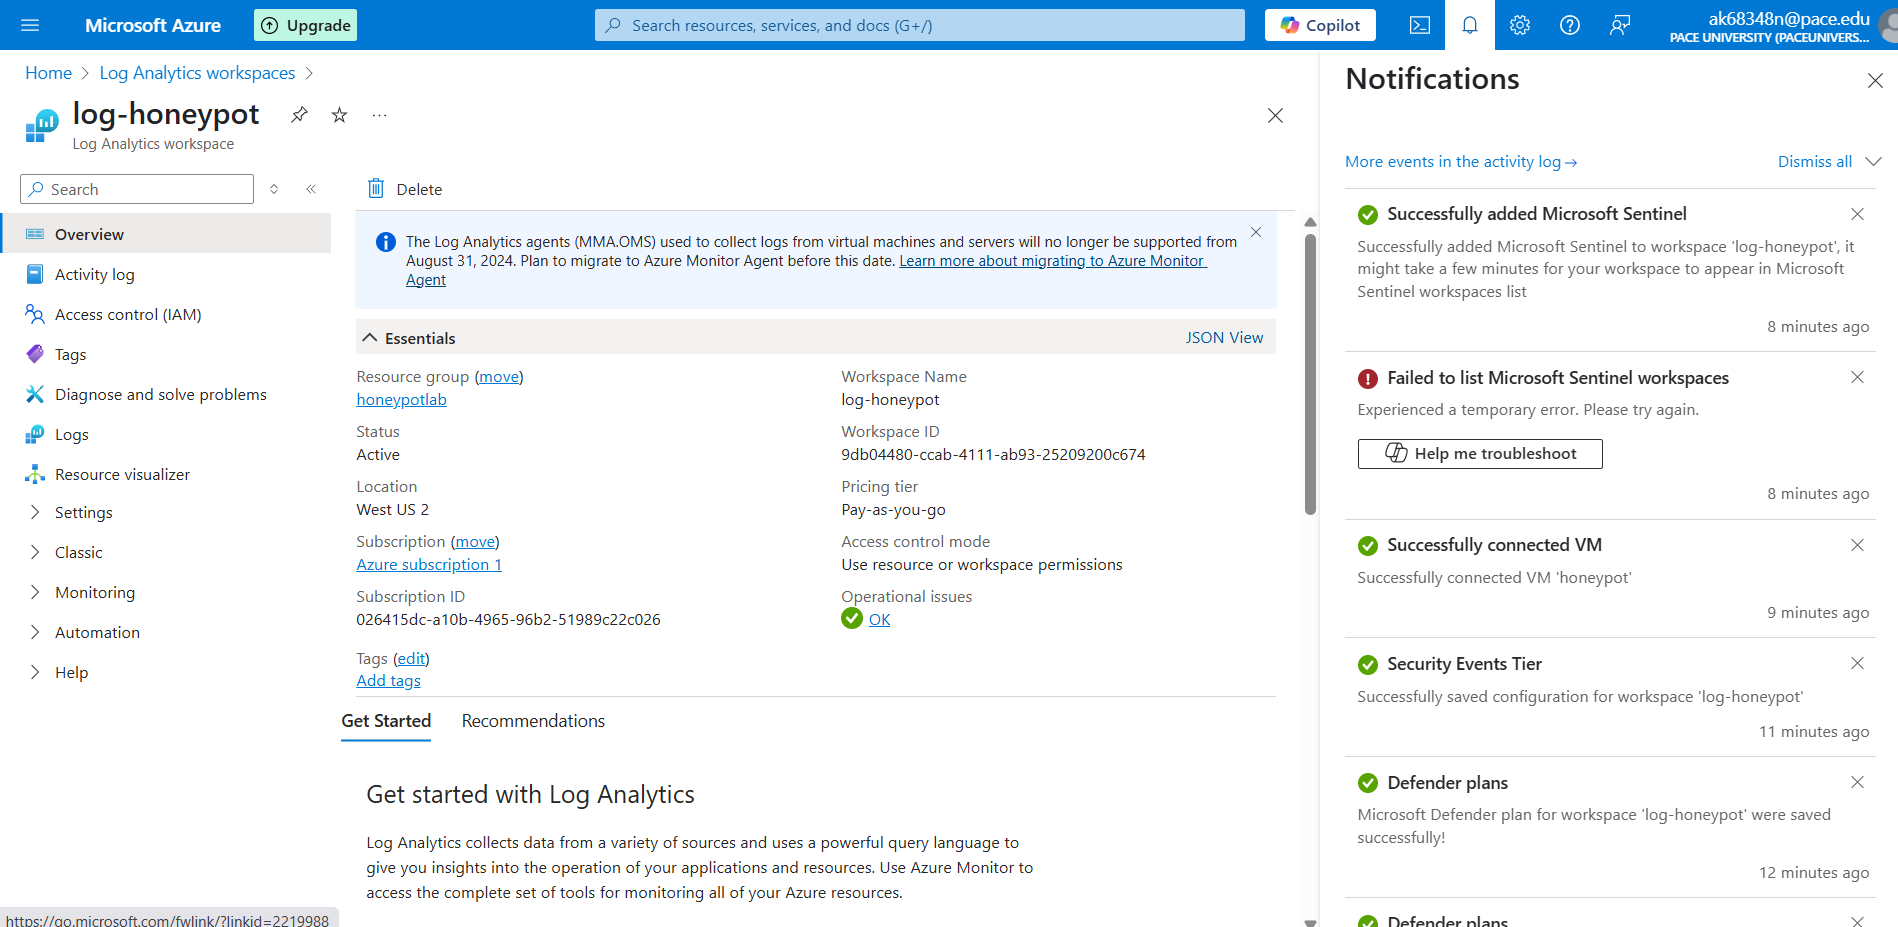 Microsoft Azure
Upgrade
Search resources, services, and docs (G+/)
Copilot
ak68348n@pace.edu
PACE UNIVERSITY (PACEUNIVERS...
Home
Log Analytics workspaces
log-honeypot
...
Log Analytics workspace
Search
Overview
Activity log
Access control (IAM)
Tags
Diagnose and solve problems
Logs
Resource visualizer
Settings
Classic
Monitoring
Automation
Help
Delete
The Log Analytics agents (MMA.OMS) used to collect logs from virtual machines and servers will no longer be supported from
August 31, 2024. Plan to migrate to Azure Monitor Agent before this date. Learn more about migrating to Azure Monitor
Agent
Essentials
JSON View
Resource group (move)
honeypotlab
Status
Active
Location
West US 2
Subscription (move)
Azure subscription 1
Subscription ID
026415dc-a10b-4965-96b2-51989c22c026
Workspace Name
log-honeypot
Workspace ID
9db04480-ccab-4111-ab93-25209200c674
Pricing tier
Pay-as-you-go
Access control mode
Use resource or workspace permissions
Operational issues
OK
Tags (edit)
Add tags
Get Started
Recommendations
Get started with Log Analytics
Log Analytics collects data from a variety of sources and uses a powerful query language to
give you insights into the operation of your applications and resources. Use Azure Monitor to
access the complete set of tools for monitoring all of your Azure resources.
https://go.microsoft.com/fwlink/?linkid=2219988
Notifications
More events in the activity log →
Dismiss all
Successfully added Microsoft Sentinel
Successfully added Microsoft Sentinel to workspace 'log-honeypot', it
might take a few minutes for your workspace to appear in Microsoft
Sentinel workspaces list
8 minutes ago
Failed to list Microsoft Sentinel workspaces
Experienced a temporary error. Please try again.
Help me troubleshoot
8 minutes ago
Successfully connected VM
Successfully connected VM 'honeypot'
9 minutes ago
Security Events Tier
Successfully saved configuration for workspace 'log-honeypot'
11 minutes ago
Defender plans
Microsoft Defender plan for workspace 'log-honeypot' were saved
successfully!
12 minutes ago
Defender plans